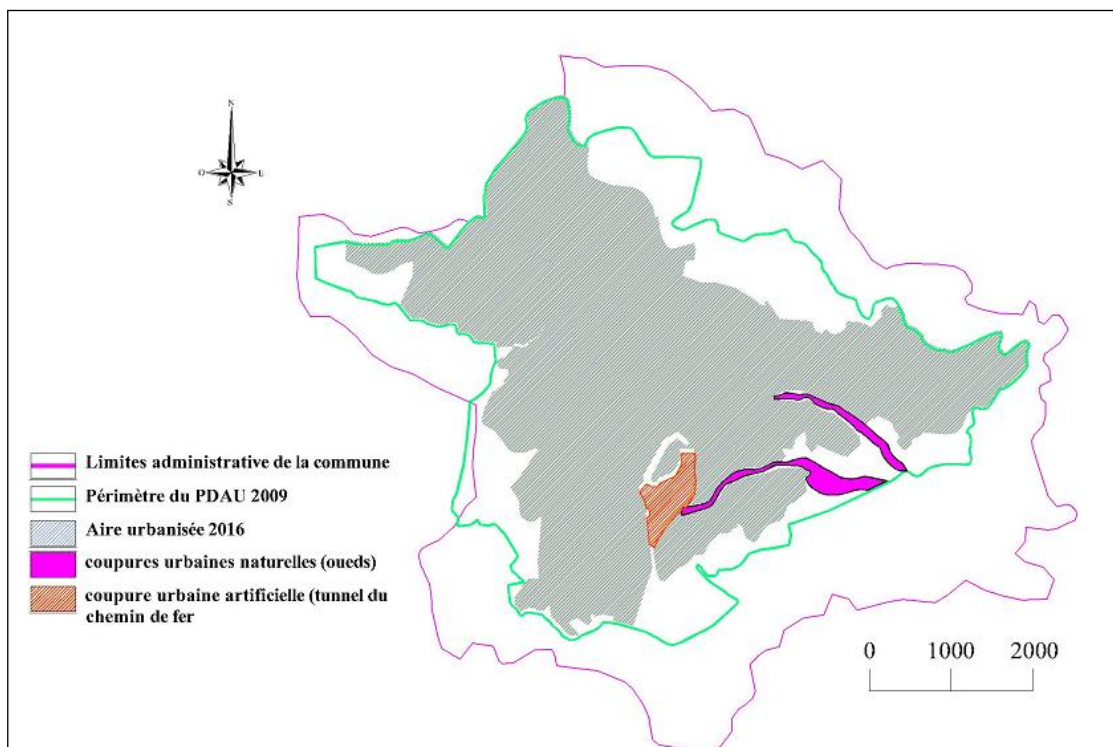 N
O
E
S
Limites administrative de la commune
Périmètre du PDAU 2009
Aire urbanisée 2016
coupures urbaines naturelles (oueds)
coupure urbaine artificielle (tunnel du
chemin de fer
0 1000 2000